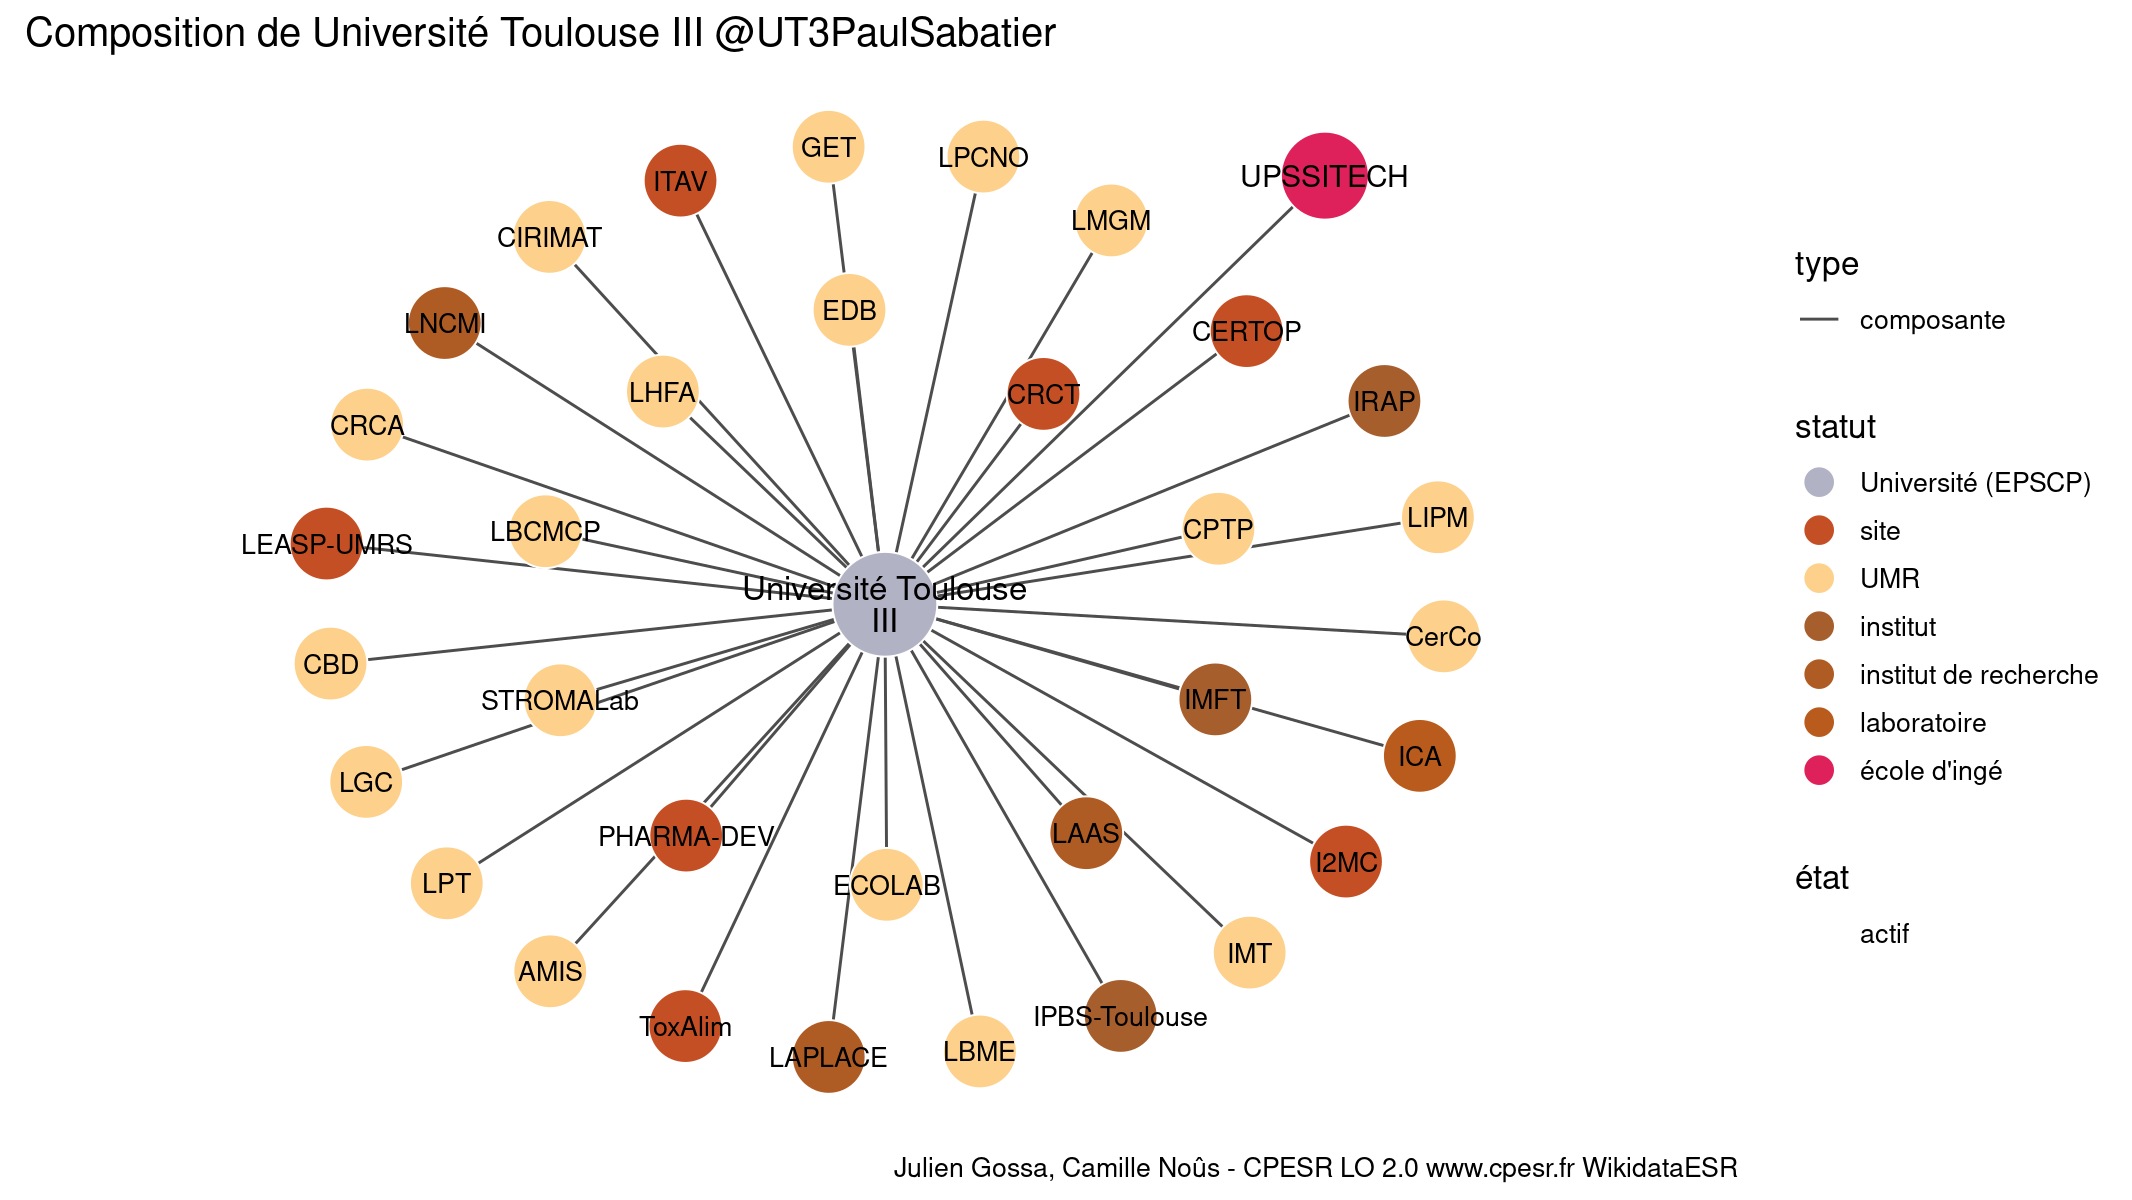 Composition de Université Toulouse III @UT3PaulSabatier
GET
LPCNO
UPSSITECH
ITAV
LMGM
CIRIMAT
EDB
LNCMI
CERTOP
LHFA
CRCT
IRAP
CRCA
LEASP-UMRS
LBCMCP
CPTP
LIPM
Université Toulouse
III
CerCo
CBD
STROMALab
IMFT
ICA
LGC
PHARMA-DEV
LAAS
I2MC
LPT
ECOLAB
IMT
AMIS
ToxAlim
IPBS-Toulouse
LAPLACE
LBME
type
composante
statut
Université (EPSCP)
site
UMR
institut
institut de recherche
laboratoire
école d'ingé
état
actif
Julien Gossa, Camille Noûs - CPESR LO 2.0 www.cpesr.fr WikidataESR